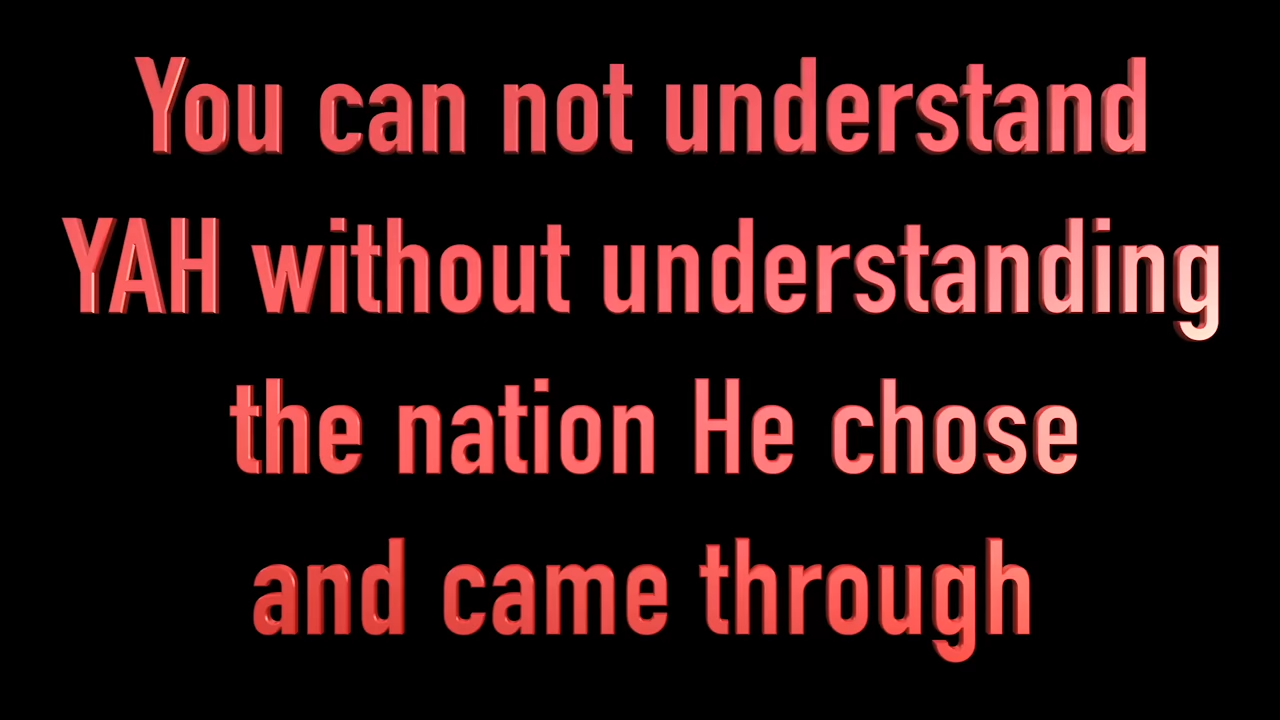 You can not understand
YAH without understanding
the nation He chose
and came through